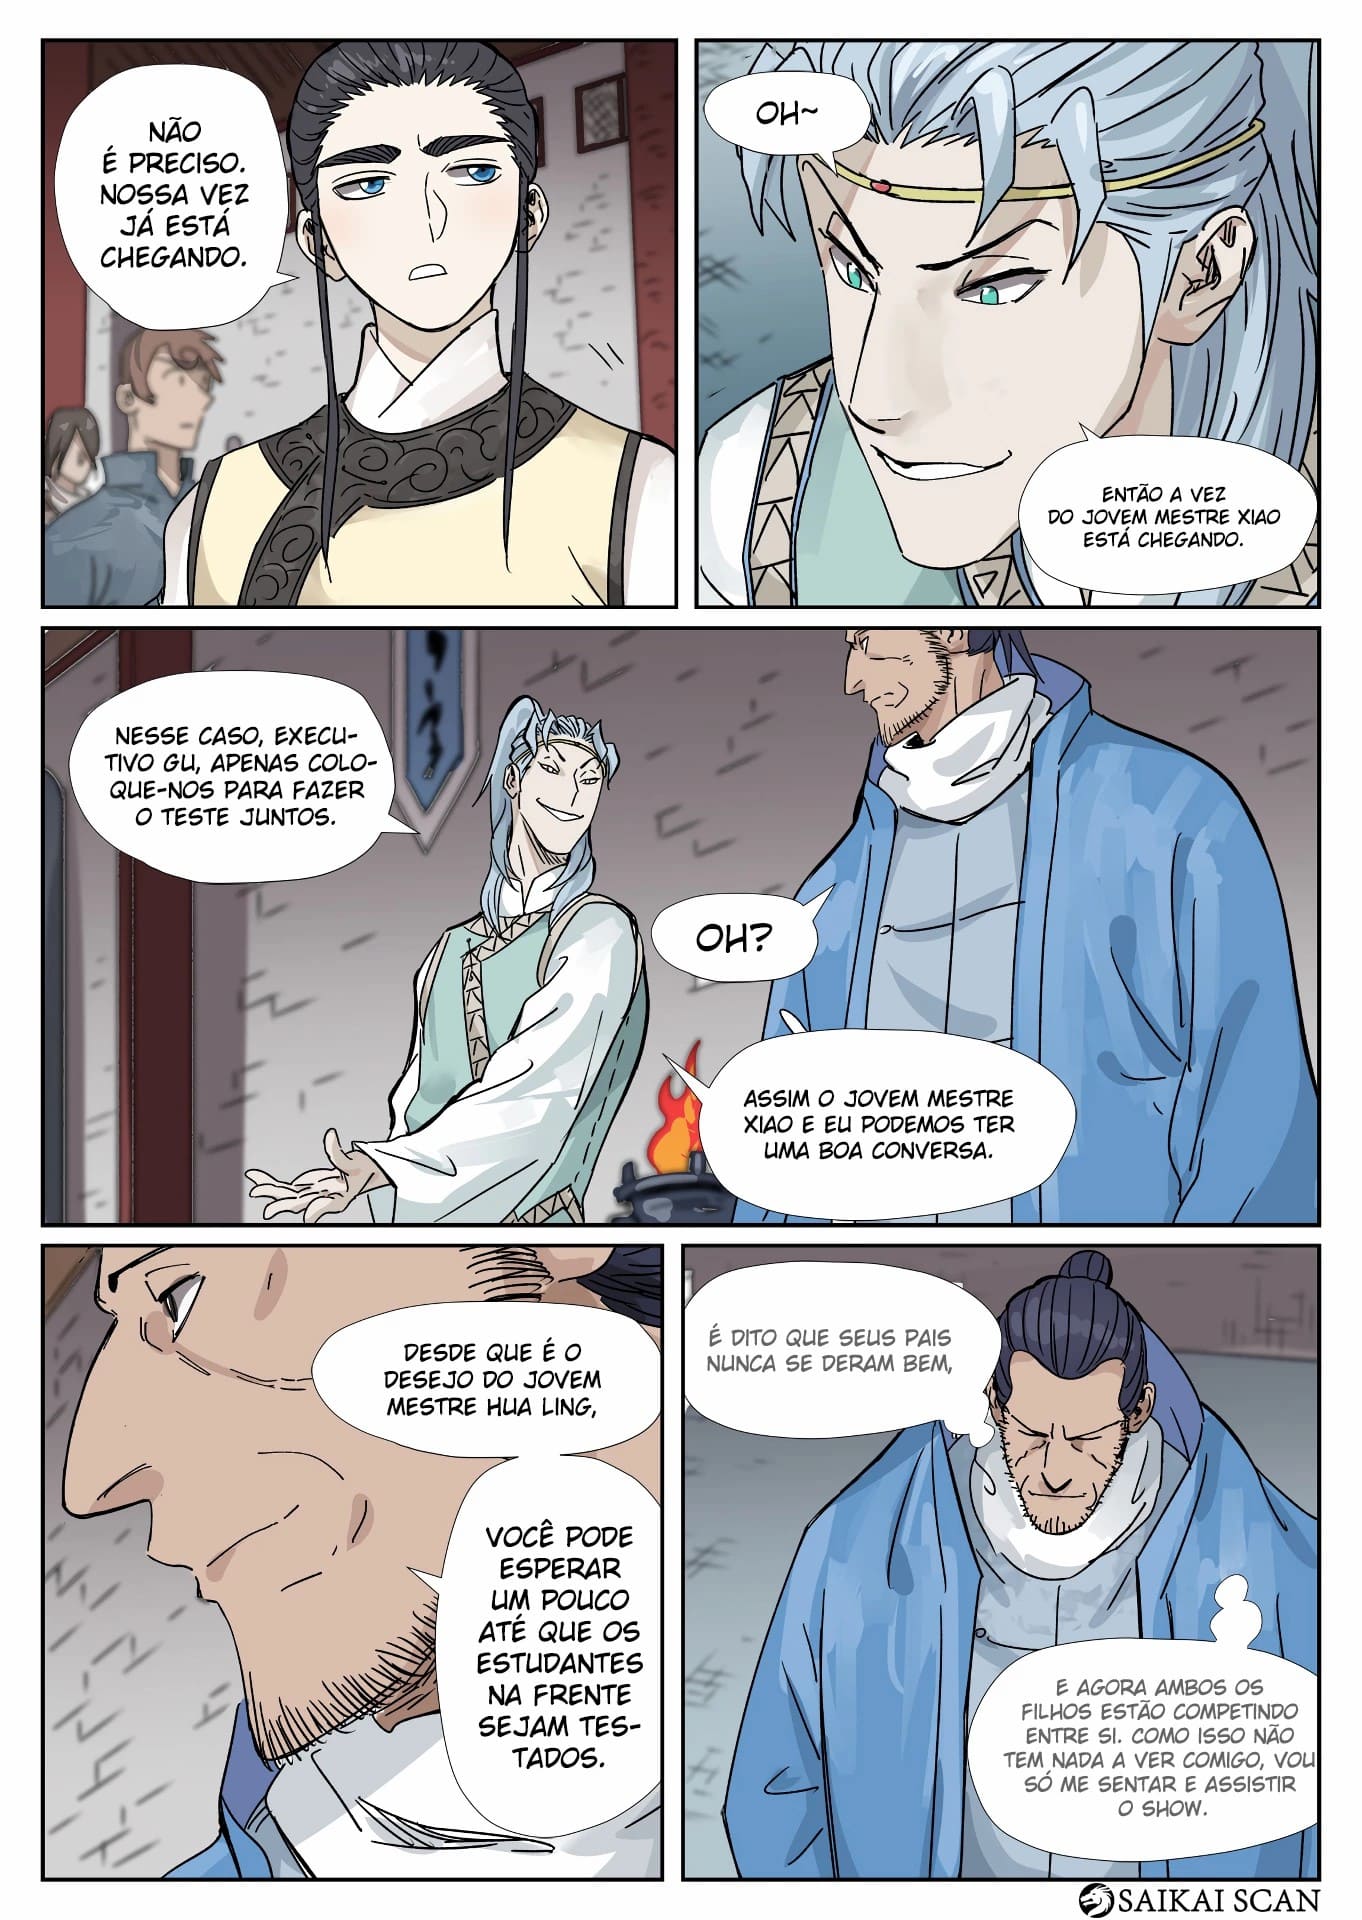 NÃO
É PRECISO.
NOSSA VEZ
JÁ ESTÁ
CHEGANDO.
OH~
ENTÃO A VEZ
DO JOVEM MESTRE XIAO
ESTÁ CHEGANDO.
NESSE CASO, EXECU-
TIVO GU, APENAS COLO-
QUE-NOS PARA FAZER
O TESTE JUNTOS.
OH?
ASSIM O JOVEM MESTRE
XIAO E EU PODEMOS TER
UMA BOA CONVERSA.
DESDE QUE É O
DESEJO DO JOVEM
MESTRE HUA LING,
VOCÊ PODE
ESPERAR
UM POUCO
ATÉ QUE OS
ESTUDANTES
NA FRENTE
SEJAM TES-
TADOS.
É DITO QUE SEUS PAIS
NUNCA SE DERAM BEM,
E AGORA AMBOS OS
FILHOS ESTÃO COMPETINDO
ENTRE SI. COMO ISSO NÃO
TEM NADA A VER COMIGO, VOU
SÓ ME SENTAR E ASSISTIR
O SHOW.
SAIKAI SCAN